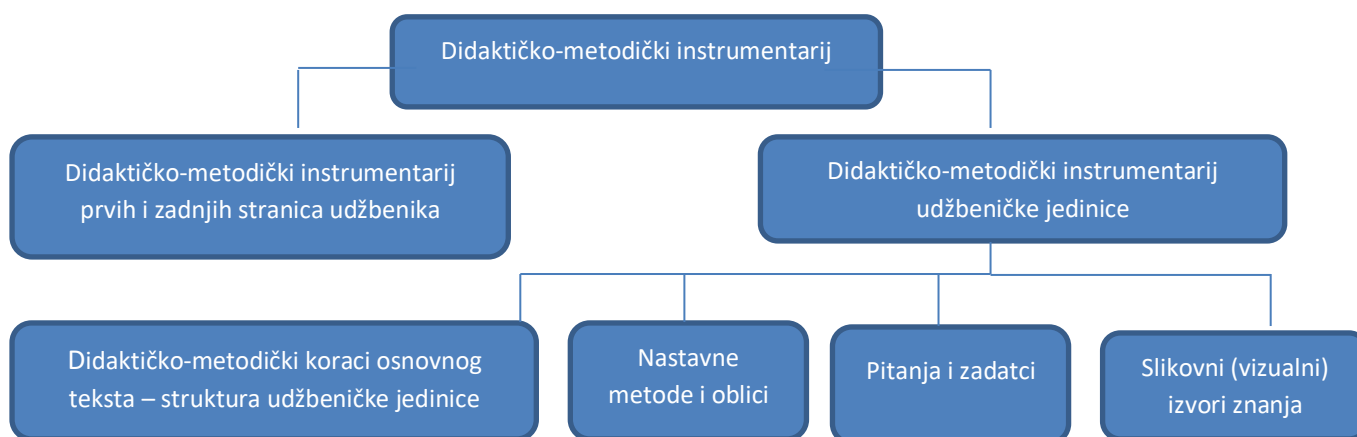 Didaktičko-metodički instrumentarij
Didaktičko-metodički instrumentarij
prvih i zadnjih stranica udžbenika
Didaktičko-metodički instrumentarij
udžbeničke jedinice
Didaktičko-metodički koraci osnovnog
teksta – struktura udžbeničke jedinice
Nastavne
metode i oblici
Pitanja i zadatci
Slikovni (vizualni)
izvori znanja